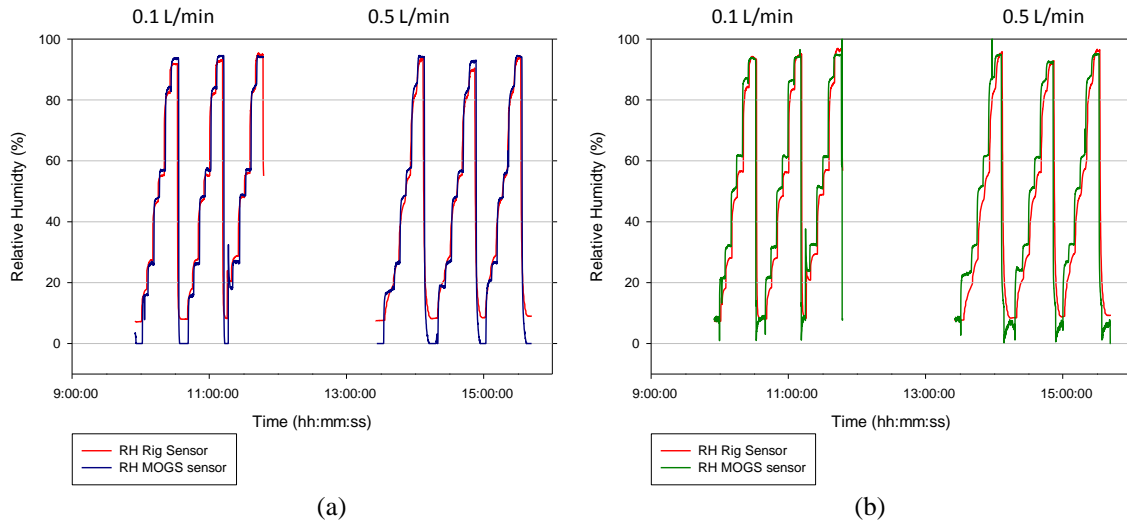 0.1 L/min 0.5 L/min
100
80
60
40
20
0
Relative Humidty (%)
9:00:00 11:00:00 13:00:00 15:00:00
Time (hh:mm:ss)
RH Rig Sensor
RH MOGS sensor
(a)
0.1 L/min 0.5 L/min
100
80
60
40
20
0
Relative Humidty (%)
9:00:00 11:00:00 13:00:00 15:00:00
Time (hh:mm:ss)
RH Rig Sensor
RH MOGS sensor
(b)